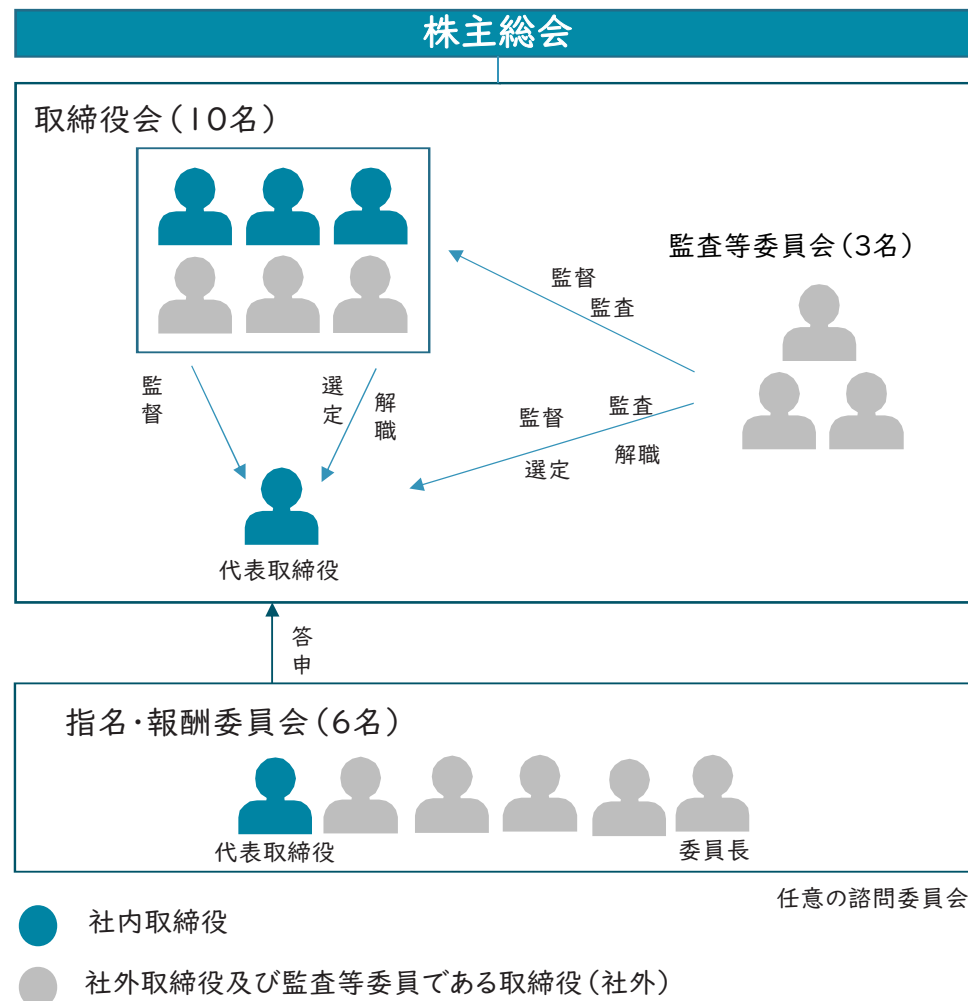 株主総会
取締役会(10名)
監査等委員会(3名)
監督
監査
監督
選定
解職
監督
監査
選定
解職
代表取締役
答申
指名・報酬委員会(6名)
代表取締役
委員長
任意の諮問委員会
社内取締役
社外取締役及び監査等委員である取締役(社外)